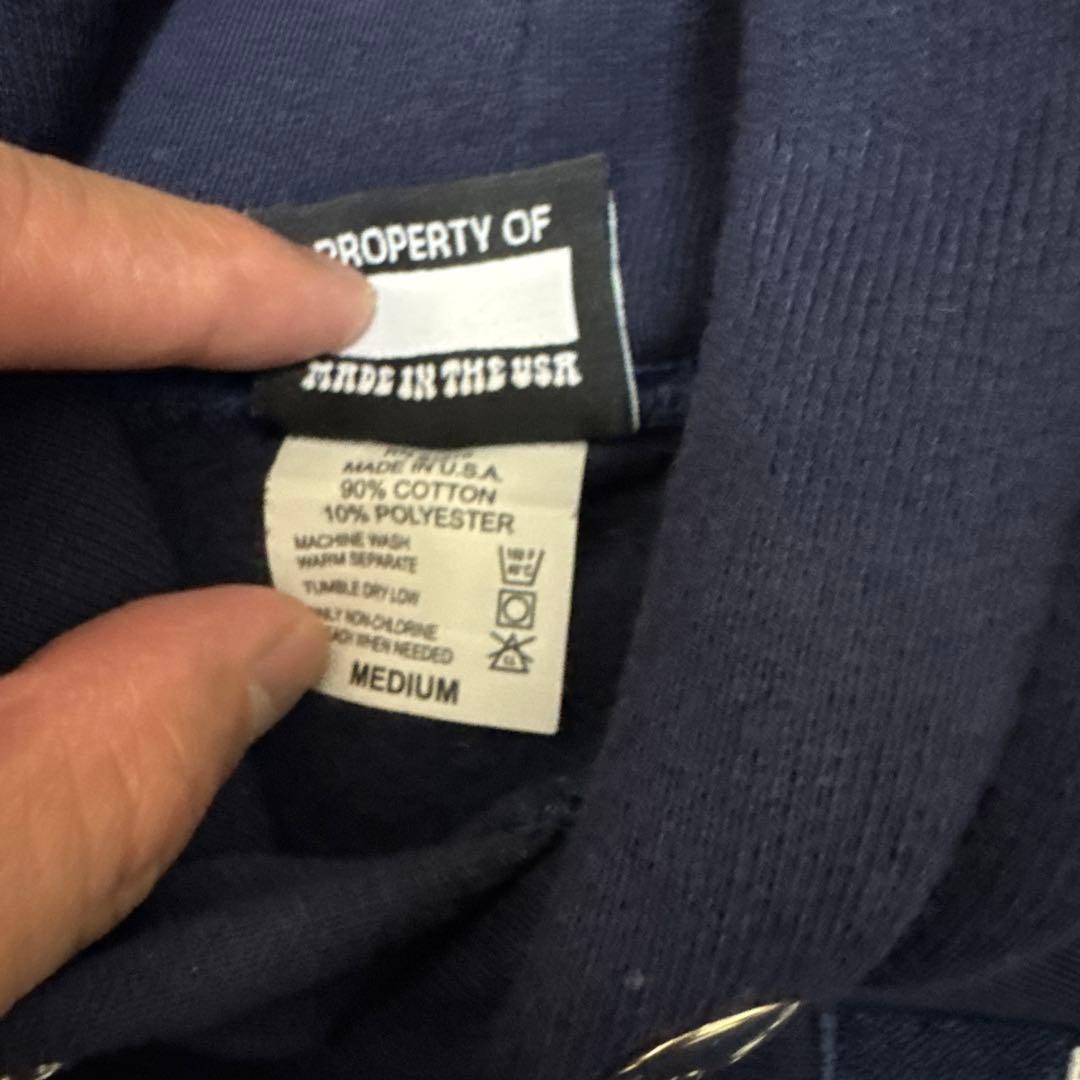 PROPERTY OF
MADE IN THE USA
MADE IN U.S.A.
90% COTTON
10% POLYESTER
MACHINE WASH
WARM SEPARATE
TUMBLE DRY LOW
NON-CHLORINE
WHEN NEEDED
MEDIUM